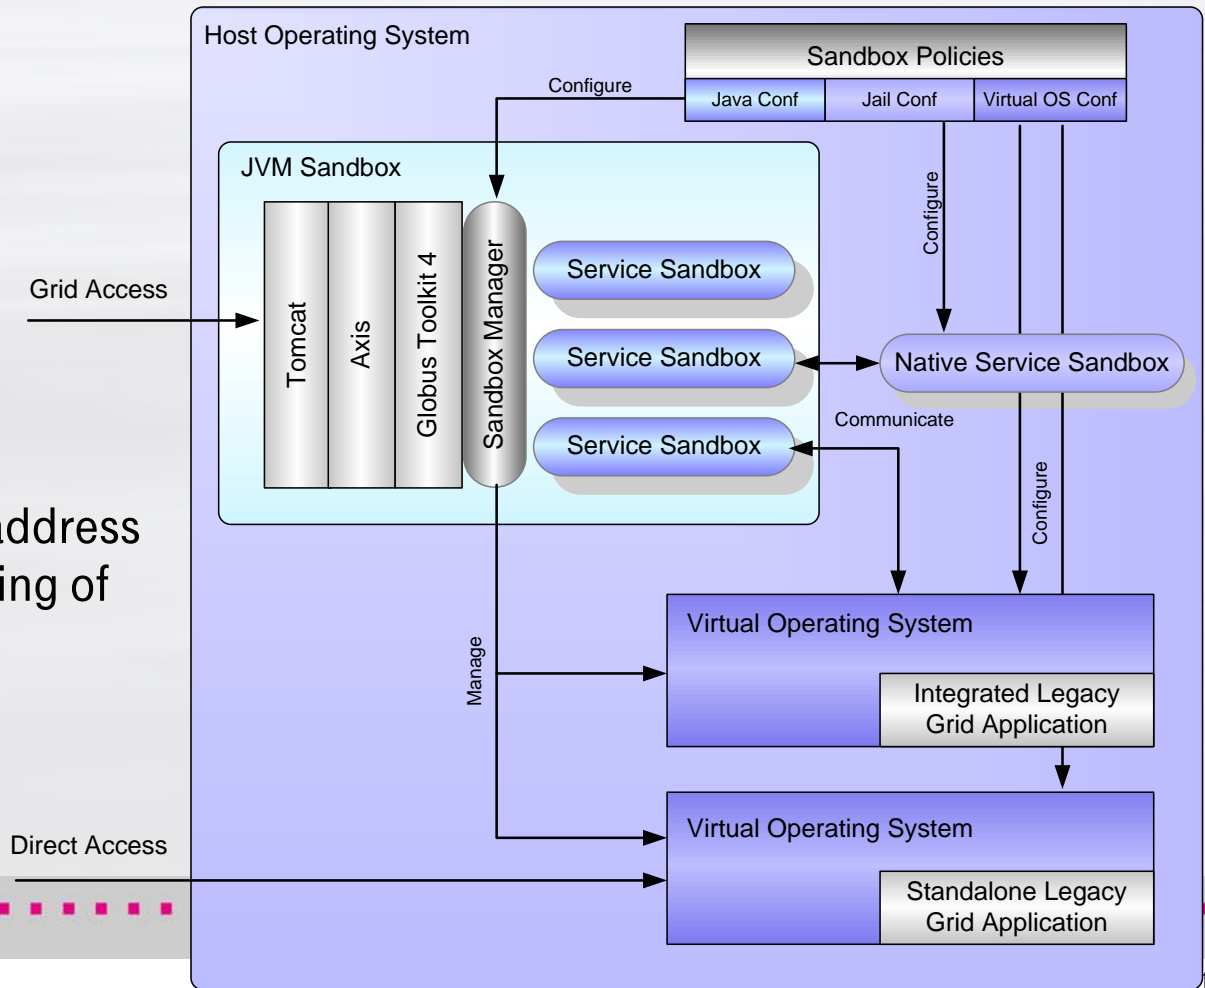 Host Operating System
Sandbox Policies
Java Conf
Jail Conf
Virtual OS Conf
Configure
JVM Sandbox
Configure
Tomcat
Axis
Globus Toolkit 4
Sandbox Manager
Service Sandbox
Service Sandbox
Service Sandbox
Grid Access
Native Service Sandbox
Communicate
Configure
address
ing of
Virtual Operating System
Integrated Legacy
Grid Application
Manage
Virtual Operating System
Standalone Legacy
Grid Application
Direct Access